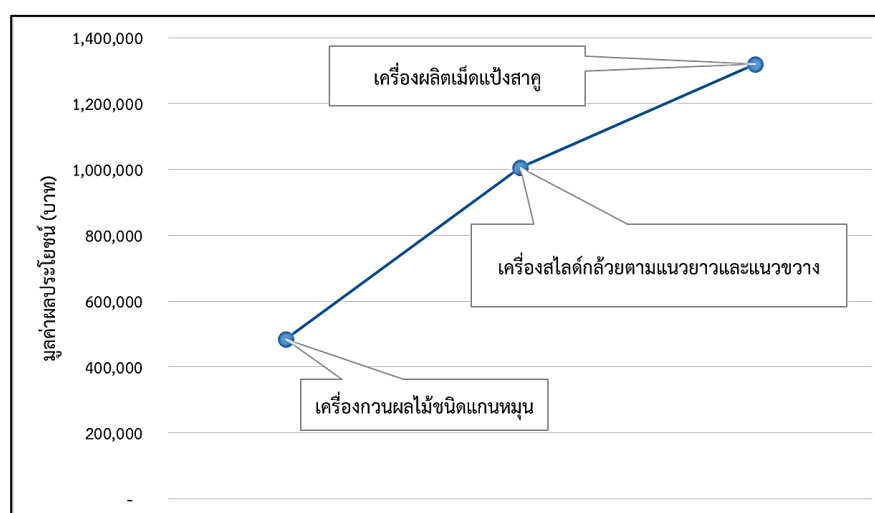 1,400,000
เครื่องผลิตเม็ดแป้งสาคู
1,200,000
1,000,000
มูลค่าผลประโยชน์ (บาท)
800,000
เครื่องสไลด์กล้วยตามแนวยาวและแนวขวาง
600,000
400,000
เครื่องกวนผลไม้ชนิดแกนหมุน
200,000
-